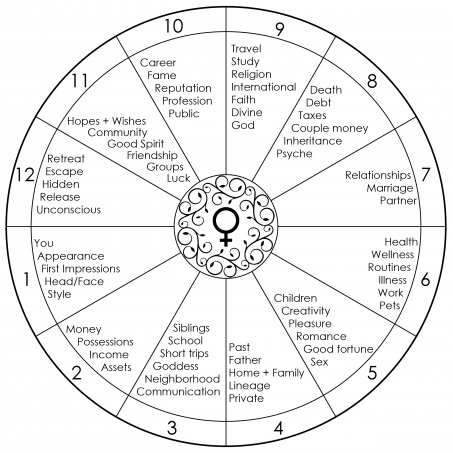 10
Career
Fame
Reputation
Profession
Public
9
Travel
Study
Religion
International
Faith
Divine
God
8
Death
Debt
Taxes
Couple money
Inheritance
Psyche
11
Hopes + Wishes
Community
Good Spirit
Friendship
Groups
Luck
7
Relationships
Marriage
Partner
12
Retreat
Escape
Hidden
Release
Unconscious
1
You
Appearance
First Impressions
Head/Face
Style
6
Health
Wellness
Routines
Illness
Work
Pets
2
Money
Possessions
Income
Assets
3
Siblings
School
Short trips
Goddess
Neighborhood
Communication
4
Past
Father
Home + Family
Lineage
Private
5
Children
Creativity
Pleasure
Romance
Good fortune
Sex